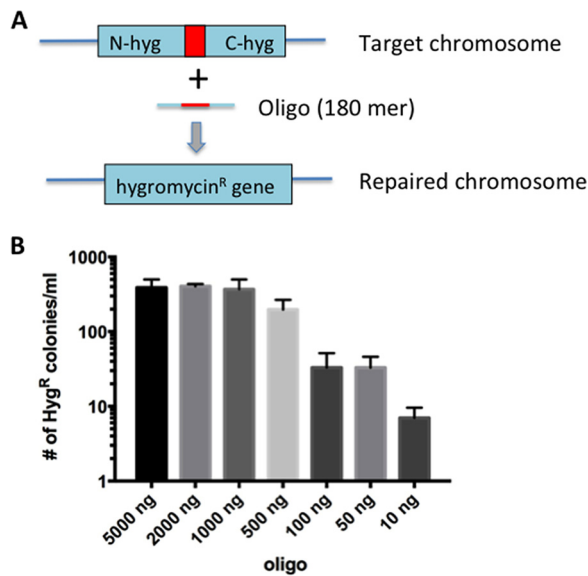 A
N-hyg C-hyg Target chromosome
+
Oligo (180 mer)
hygromycinᴿ gene Repaired chromosome
B
# of Hygᴿ colonies/ml
1000
100
10
1
5000 ng 2000 ng 1000 ng 500 ng 100 ng 50 ng 10 ng
oligo